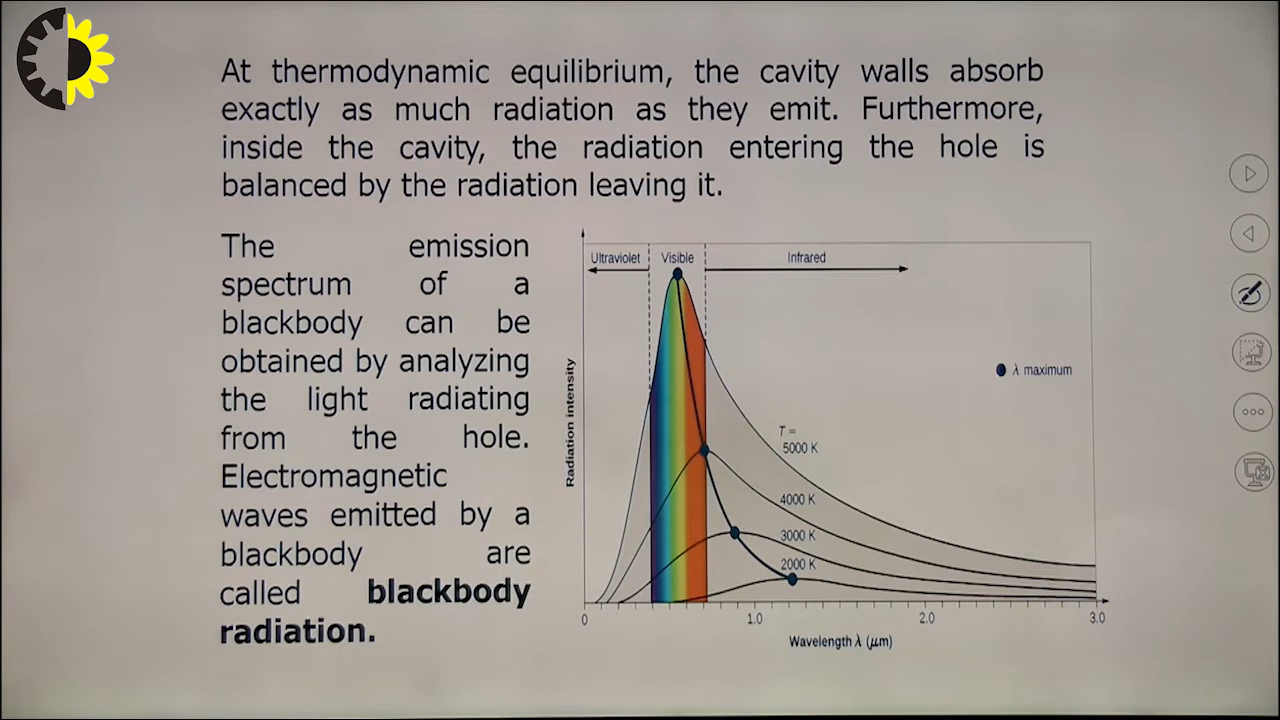 At thermodynamic equilibrium, the cavity walls absorb
exactly as much radiation as they emit. Furthermore,
inside the cavity, the radiation entering the hole is
balanced by the radiation leaving it.
The emission
spectrum of a
blackbody can be
obtained by analyzing
the light radiating
from the hole.
Electromagnetic
waves emitted by a
blackbody are
called blackbody
radiation.
Ultraviolet
Visible
Infrared
λ maximum
Radiation intensity
T =
5000 K
4000 K
3000 K
2000 K
0
1.0
2.0
3.0
Wavelength λ (μm)